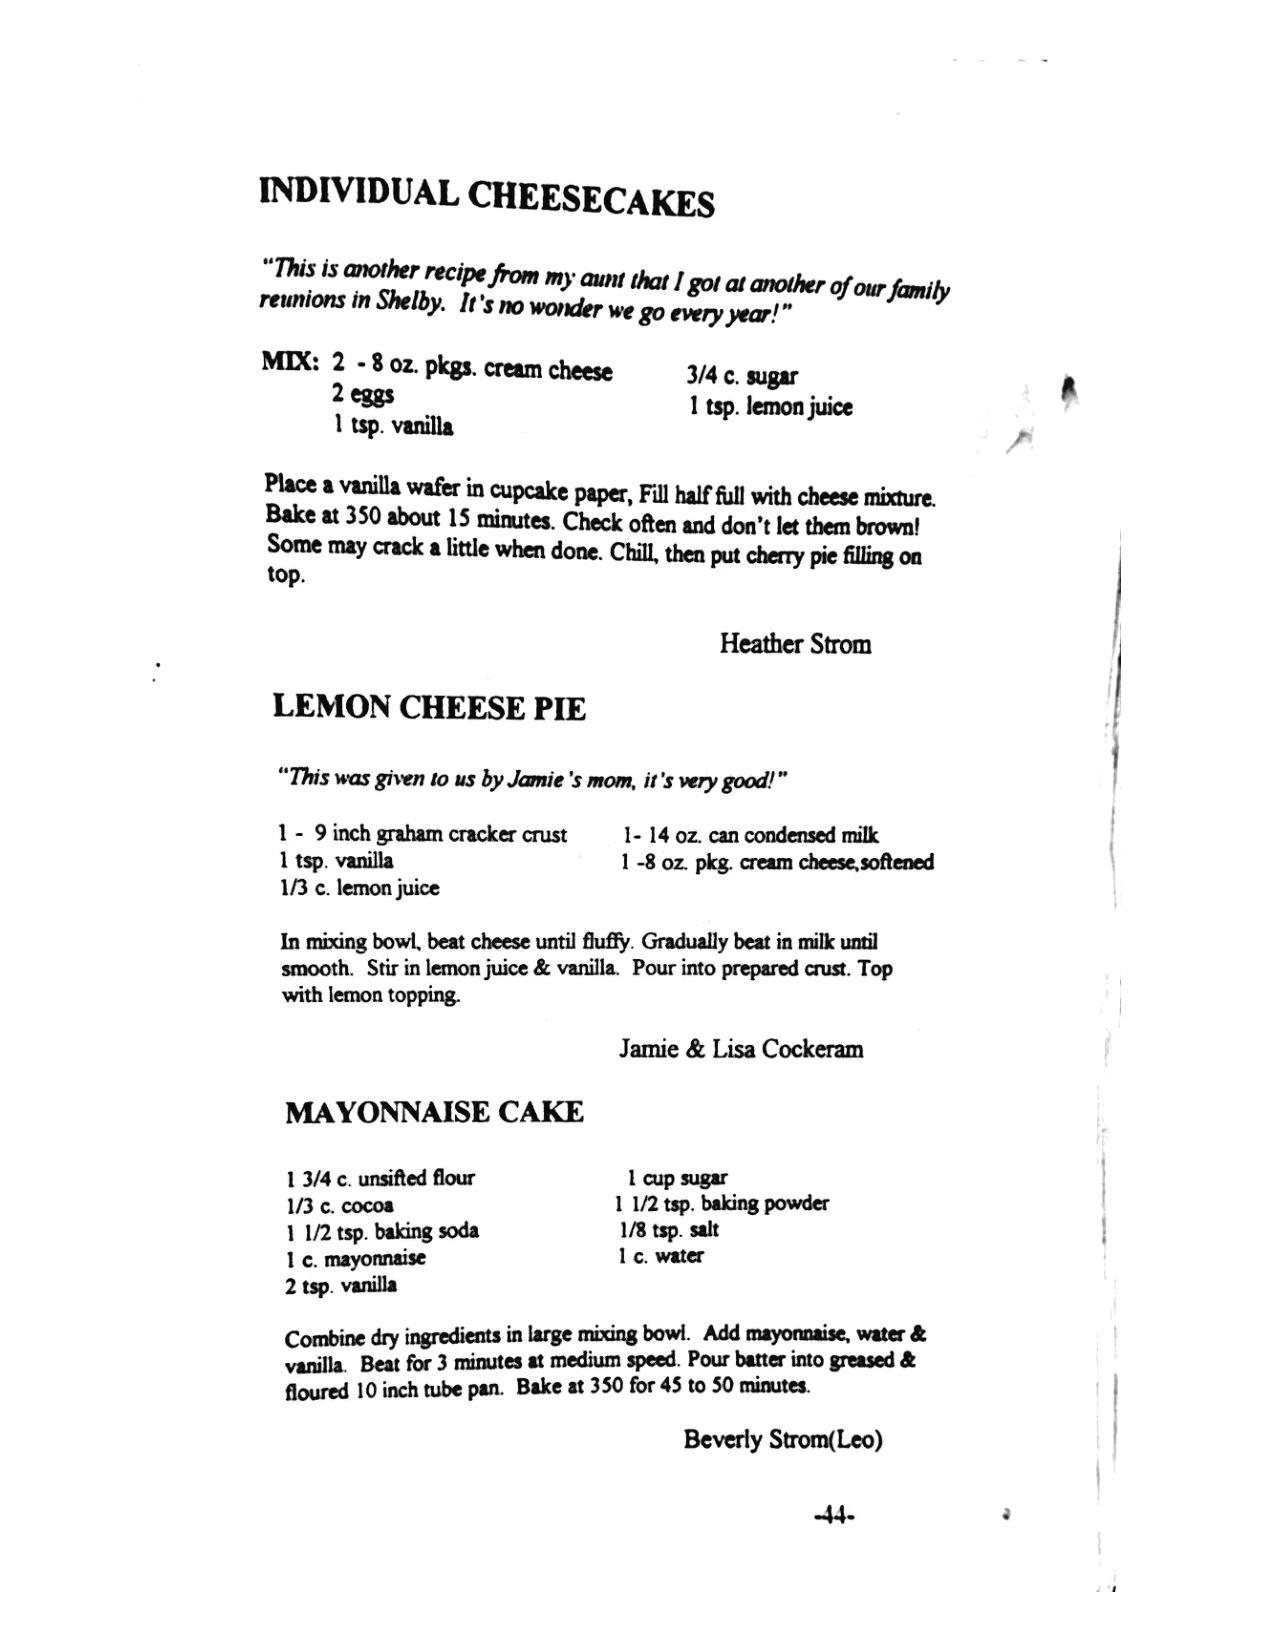 INDIVIDUAL CHEESECAKES
"This is another recipe from my aunt that I got at another of our family
reunions in Shelby. It's no wonder we go every year!"
MIX: 2 - 8 oz. pkgs. cream cheese 3/4 c. sugar
2 eggs 1 tsp. lemon juice
1 tsp. vanilla
Place a vanilla wafer in cupcake paper, Fill half full with cheese mixture.
Bake at 350 about 15 minutes. Check often and don't let them brown!
Some may crack a little when done. Chill, then put cherry pie filling on
top.
Heather Strom
LEMON CHEESE PIE
"This was given to us by Jamie's mom, it's very good!"
1 - 9 inch graham cracker crust 1- 14 oz. can condensed milk
1 tsp. vanilla 1 -8 oz. pkg. cream cheese,softened
1/3 c. lemon juice
In mixing bowl, beat cheese until fluffy. Gradually beat in milk until
smooth. Stir in lemon juice & vanilla. Pour into prepared crust. Top
with lemon topping.
Jamie & Lisa Cockeram
MAYONNAISE CAKE
1 3/4 c. unsifted flour 1 cup sugar
1/3 c. cocoa 1 1/2 tsp. baking powder
1 1/2 tsp. baking soda 1/8 tsp. salt
1 c. mayonnaise 1 c. water
2 tsp. vanilla
Combine dry ingredients in large mixing bowl. Add mayonnaise, water &
vanilla. Beat for 3 minutes at medium speed. Pour batter into greased &
floured 10 inch tube pan. Bake at 350 for 45 to 50 minutes.
Beverly Strom(Leo)
-44-